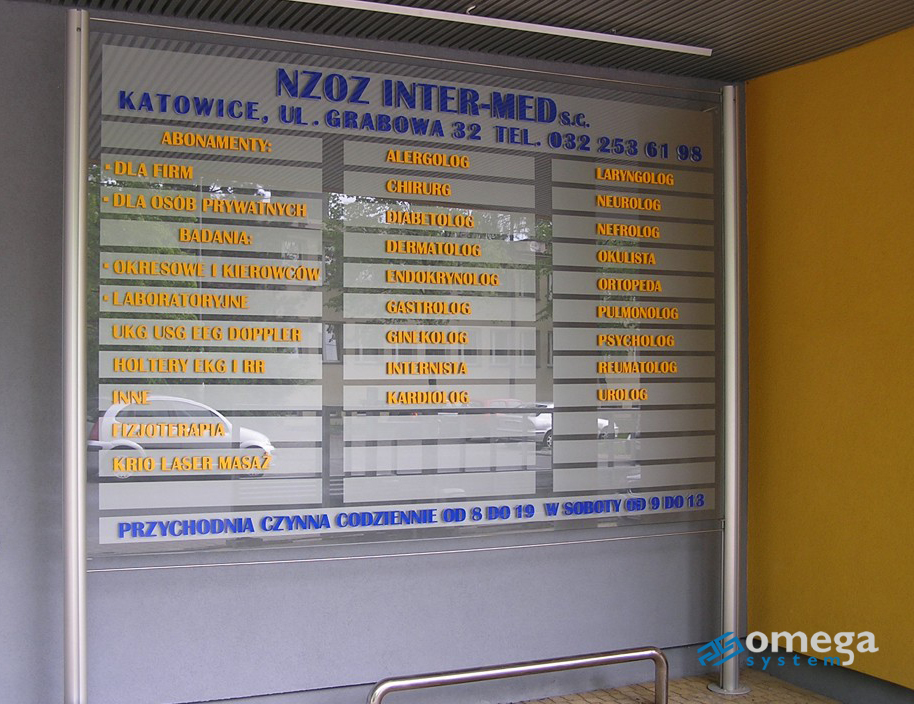 NZOZ INTER-MED s.c.
KATOWICE, UL. GRABOWA 32 TEL. 032 253 61 98
ABONAMENTY:
• DLA FIRM
• DLA OSÓB PRYWATNYCH
BADANIA:
• OKRESOWE I KIEROWCÓW
• LABORATORYJNE
UKG USG EEG DOPPLER
HOLTERY EKG I RR
INNE
FIZJOTERAPIA
KRIO LASER MASAŻ
ALERGOLOG
CHIRURG
DIABETOLOG
DERMATOLOG
ENDOKRYNOLOG
GASTROLOG
GINEKOLOG
INTERNISTA
KARDIOLOG
LARYNGOLOG
NEUROLOG
NEFROLOG
OKULISTA
ORTOPEDA
PULMONOLOG
PSYCHOLOG
REUMATOLOG
UROLOG
PRZYCHODNIA CZYNNA CODZIENNIE OD 8 DO 19 W SOBOTY OD 9 DO 13
omega
system